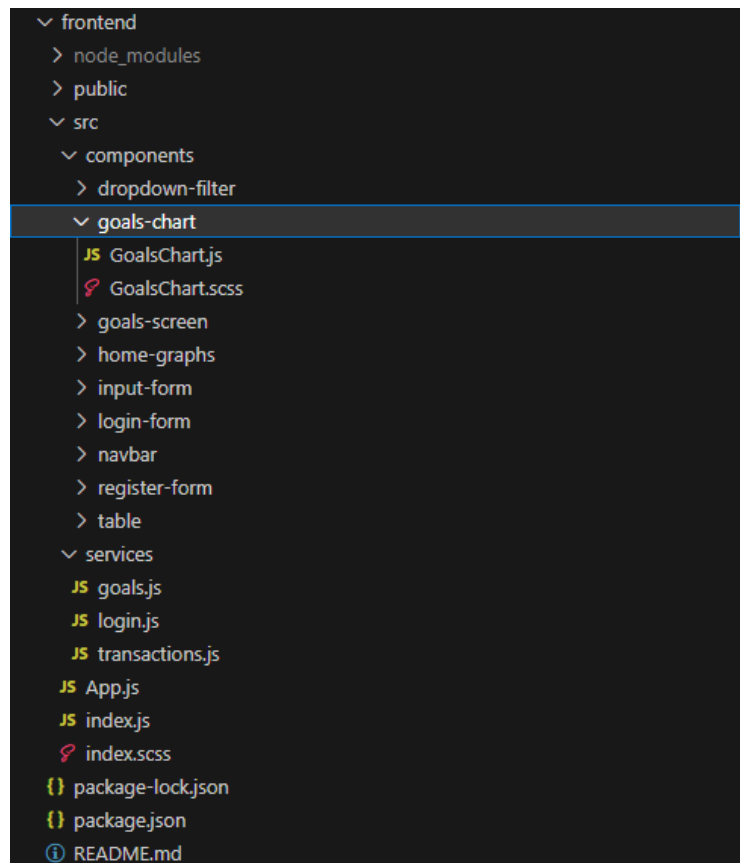 frontend
node_modules
public
src
components
dropdown-filter
goals-chart
JS GoalsChart.js
GoalsChart.scss
goals-screen
home-graphs
input-form
login-form
navbar
register-form
table
services
JS goals.js
JS login.js
JS transactions.js
JS App.js
JS index.js
index.scss
{} package-lock.json
{} package.json
README.md